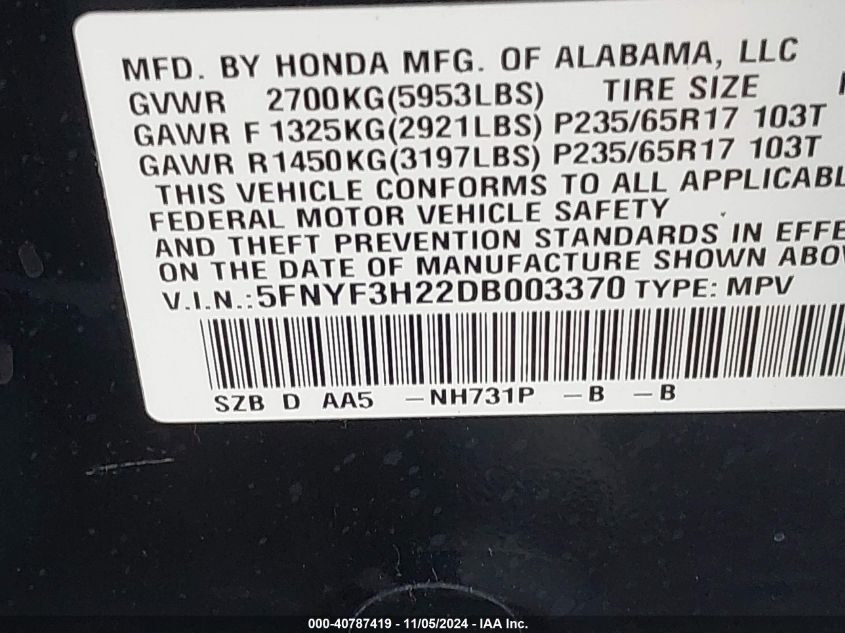 MFD. BY HONDA MFG. OF ALABAMA, LLC
GVWR 2700KG(5953LBS) TIRE SIZE
GAWR F 1325KG(2921LBS) P235/65R17 103T
GAWR R 1450KG(3197LBS) P235/65R17 103T
THIS VEHICLE CONFORMS TO ALL APPLICABL
FEDERAL MOTOR VEHICLE SAFETY
AND THEFT PREVENTION STANDARDS IN EFFE
ON THE DATE OF MANUFACTURE SHOWN ABO
V.I.N.:5FNYF3H22DB003370 TYPE: MPV
SZB D AA5 -NH731P -B -B
000-40787419 - 11/05/2024 - IAA Inc.